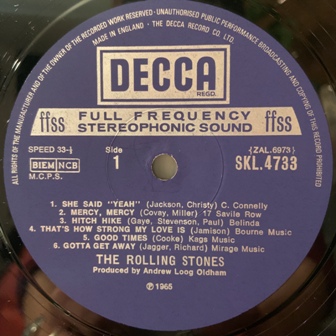 ALL RIGHTS OF THE MANUFACTURER AND OF THE OWNER OF THE RECORDED WORK RESERVED · UNAUTHORISED PUBLIC PERFORMANCE BROADCASTING AND COPYING OF THIS RECORD PROHIBITED
MADE IN ENGLAND · THE DECCA RECORD CO. LTD.
DECCA
REGD.
ffss FULL FREQUENCY STEREOPHONIC SOUND ffss
SPEED 33-⅓
BIEM NCB
M.C.P.S.
Side
1
(ZAL.6973)
SKL.4733
1. SHE SAID "YEAH" (Jackson, Christy) C. Connelly
2. MERCY, MERCY (Covay, Miller) 17 Savile Row
3. HITCH HIKE (Gaye, Stevenson, Paul) Belinda
4. THAT'S HOW STRONG MY LOVE IS (Jamison) Bourne Music
5. GOOD TIMES (Cooke) Kags Music
6. GOTTA GET AWAY (Jagger, Richard) Mirage Music
THE ROLLING STONES
Produced by Andrew Loog Oldham
℗ 1965